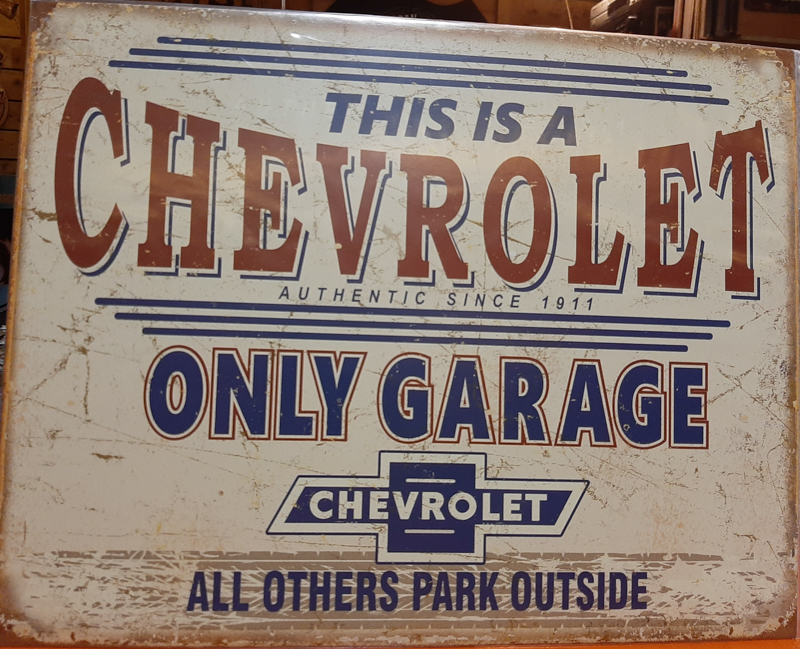 THIS IS A
CHEVROLET
AUTHENTIC SINCE 1911
ONLY GARAGE
CHEVROLET
ALL OTHERS PARK OUTSIDE